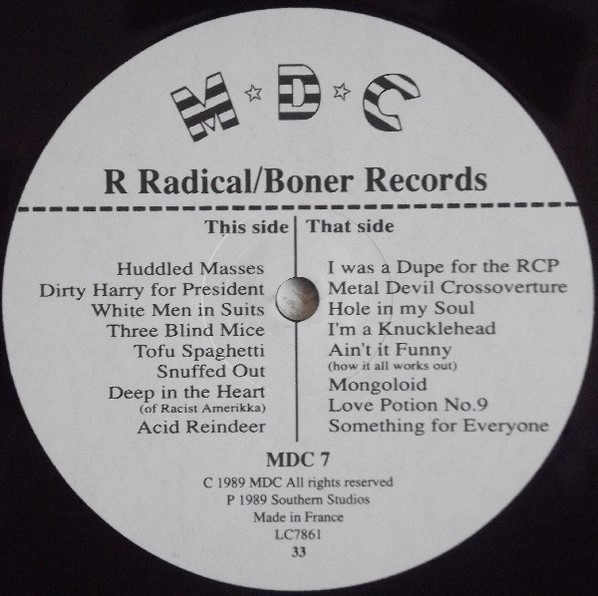 M☆D☆C
R Radical/Boner Records
This side
Huddled Masses
Dirty Harry for President
White Men in Suits
Three Blind Mice
Tofu Spaghetti
Snuffed Out
Deep in the Heart
(of Racist Amerikka)
Acid Reindeer
That side
I was a Dupe for the RCP
Metal Devil Crossoverture
Hole in my Soul
I'm a Knucklehead
Ain't it Funny
(how it all works out)
Mongoloid
Love Potion No.9
Something for Everyone
MDC 7
C 1989 MDC All rights reserved
P 1989 Southern Studios
Made in France
LC7861
33